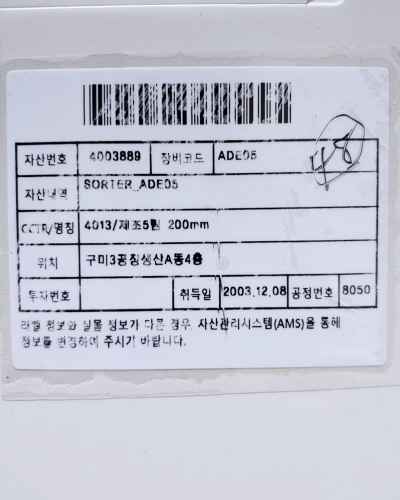 자산번호 4003889 장비코드 ADE05
#8
자산내역 SORTER_ADE05
CCTR/명칭 4013/제조5팀 200mm
위치 구미3공장생산A동4층
투자번호 취득일 2003.12.08 공정번호 8050
라벨 정보와 실물 정보가 다른 경우, 자산관리시스템(AMS)을 통해
정보를 변경하여 주시기 바랍니다.